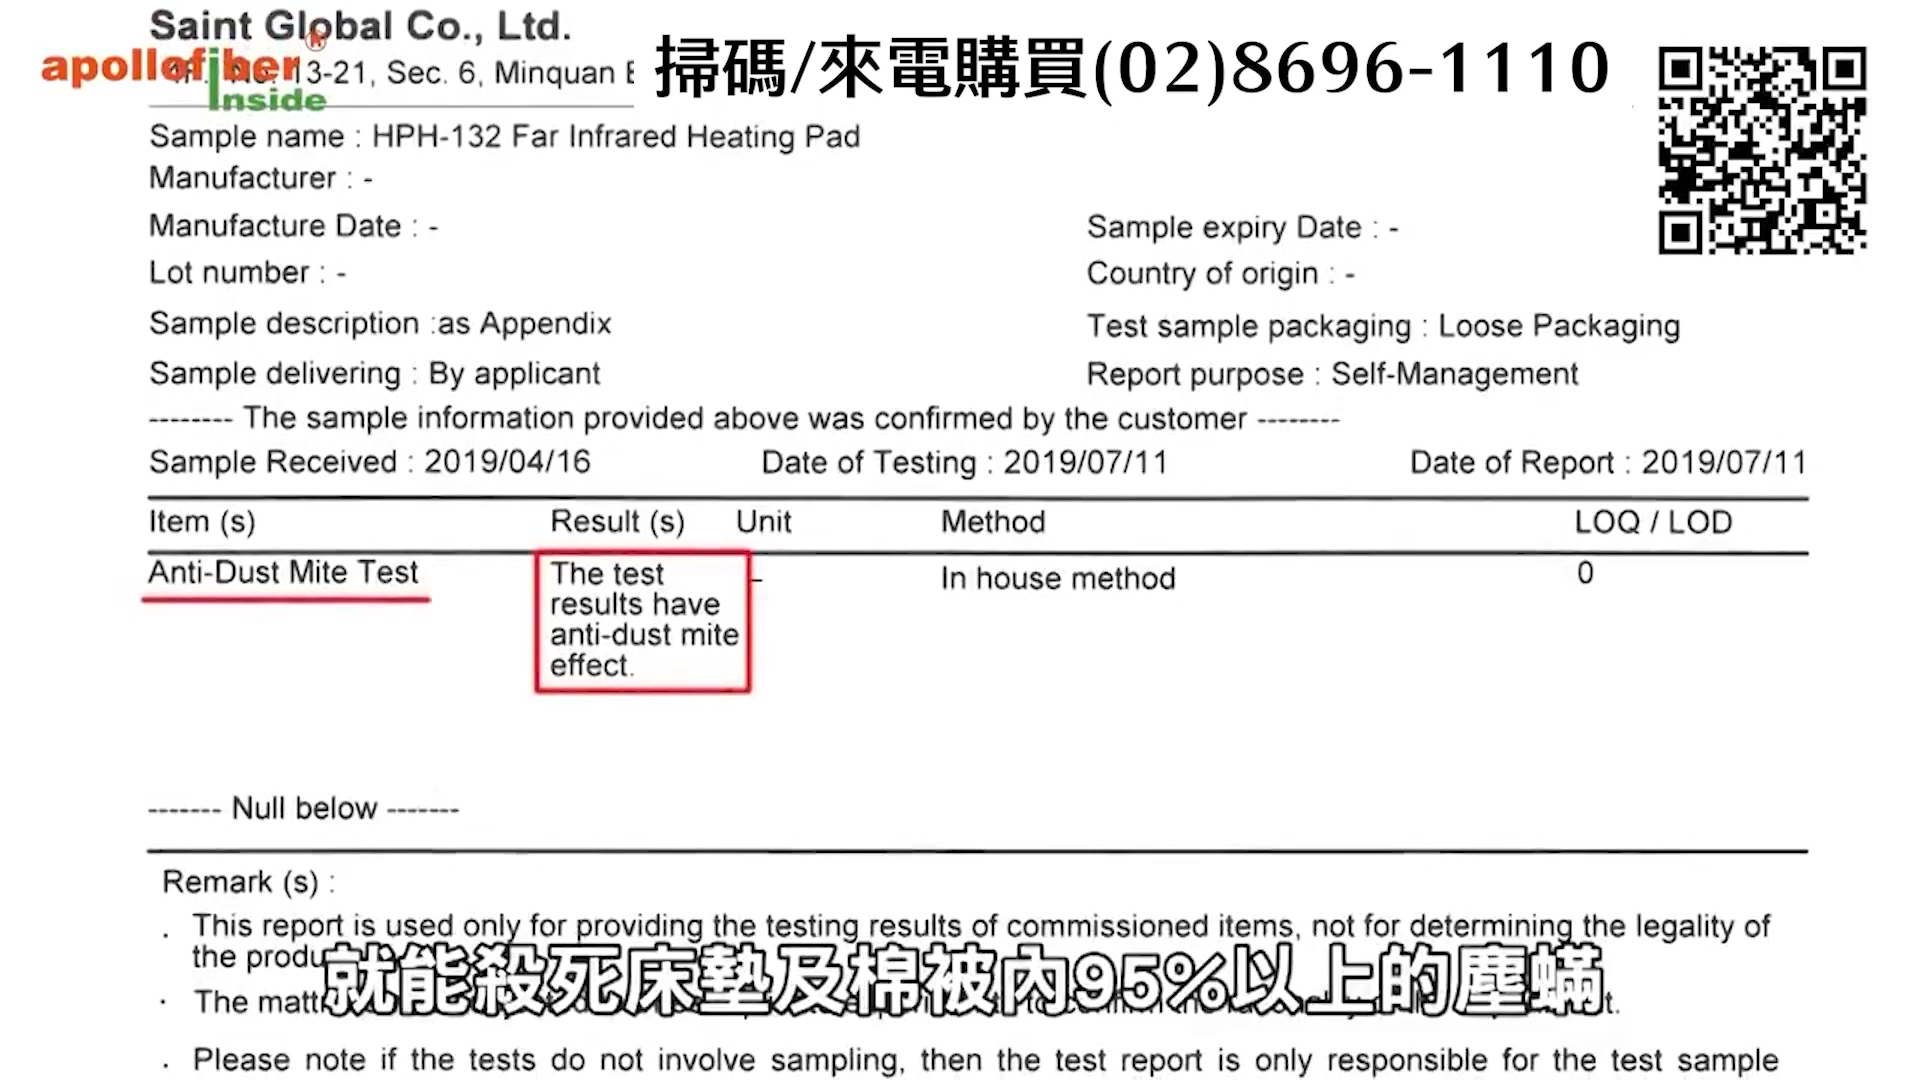 Saint Global Co., Ltd.
apollofiber®
Inside
13-21, Sec. 6, Minquan
掃碼/來電購買(02)8696-1110
Sample name : HPH-132 Far Infrared Heating Pad
Manufacturer : -
Manufacture Date : -
Sample expiry Date : -
Lot number : -
Country of origin : -
Sample description :as Appendix
Test sample packaging : Loose Packaging
Sample delivering : By applicant
Report purpose : Self-Management
-------- The sample information provided above was confirmed by the customer --------
Sample Received : 2019/04/16 Date of Testing : 2019/07/11 Date of Report : 2019/07/11
Item (s) Result (s) Unit Method LOQ / LOD
Anti-Dust Mite Test
The test
results have
anti-dust mite
effect.
-
In house method
0
------- Null below -------
Remark (s) :
. This report is used only for providing the testing results of commissioned items, not for determining the legality of
the
就能殺死床墊及棉被內95%以上的塵蟎
· The
. Please note if the tests do not involve sampling, then the test report is only responsible for the test sample